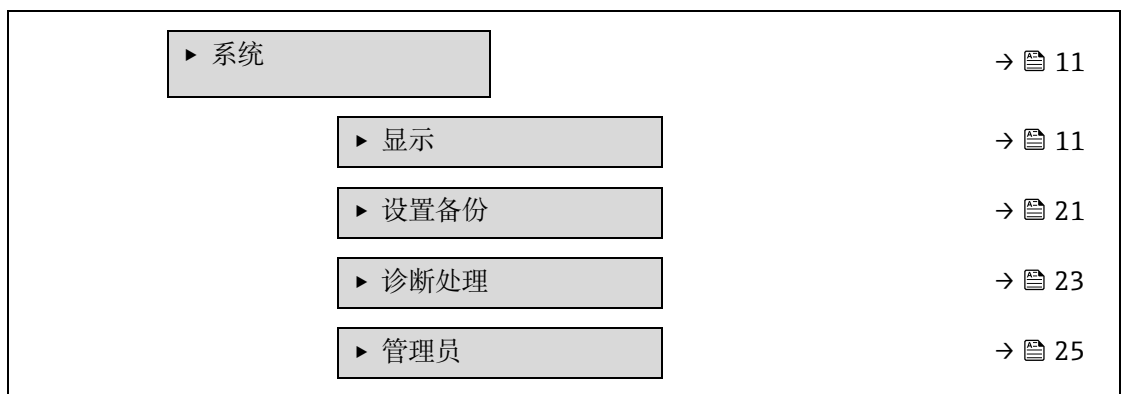 ▶ 系统 → 🗎 11
▶ 显示 → 🗎 11
▶ 设置备份 → 🗎 21
▶ 诊断处理 → 🗎 23
▶ 管理员 → 🗎 25